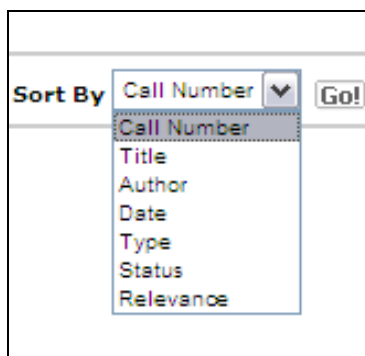 Sort By Call Number Go!
Call Number
Title
Author
Date
Type
Status
Relevance